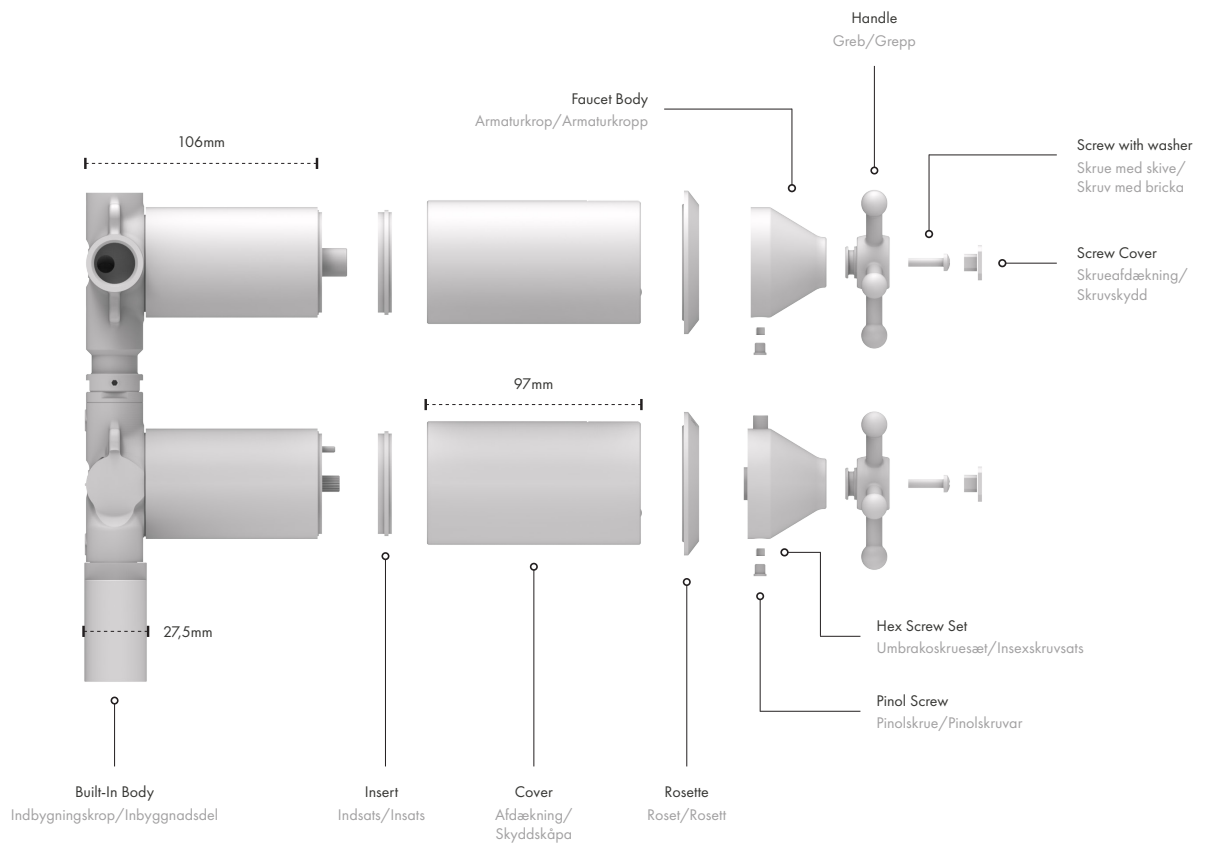 Handle
Greb/Grepp
Faucet Body
Armaturkrop/Armaturkropp
106mm
Screw with washer
Skrue med skive/
Skruv med bricka
Screw Cover
Skrueafdækning/
Skruvskydd
97mm
27,5mm
Hex Screw Set
Umbrakoskruesæt/Insexskruvsats
Pinol Screw
Pinolskrue/Pinolskruvar
Built-In Body
Indbygningskrop/Inbyggnadsdel
Insert
Indsats/Insats
Cover
Afdækning/
Skyddskåpa
Rosette
Roset/Rosett